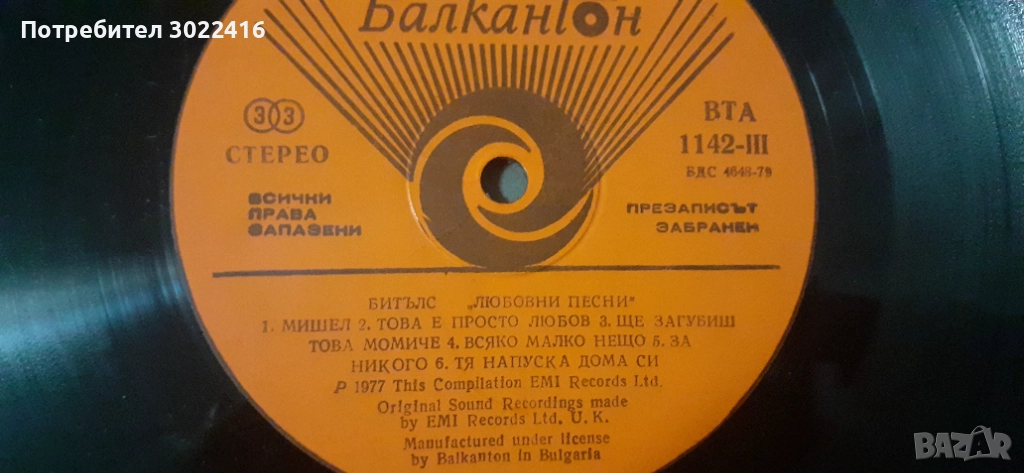 Потребител 3022416
Балкантон
33
СТЕРЕО
ВТА
1142-III
БДС 4648-79
ВСИЧКИ
ПРАВА
ЗАПАЗЕНИ
ПРЕЗАПИСЪТ
ЗАБРАНЕН
БИТЪЛС „ЛЮБОВНИ ПЕСНИ"
1. МИШЕЛ 2. ТОВА Е ПРОСТО ЛЮБОВ 3. ЩЕ ЗАГУБИШ
ТОВА МОМИЧЕ 4. ВСЯКО МАЛКО НЕЩО 5. ЗА
НИКОГО 6. ТЯ НАПУСКА ДОМА СИ
P 1977 This Compilation EMI Records Ltd.
Original Sound Recordings made
by EMI Records Ltd, U. K.
Manufactured under license
by Balkanton in Bulgaria
BAZAR